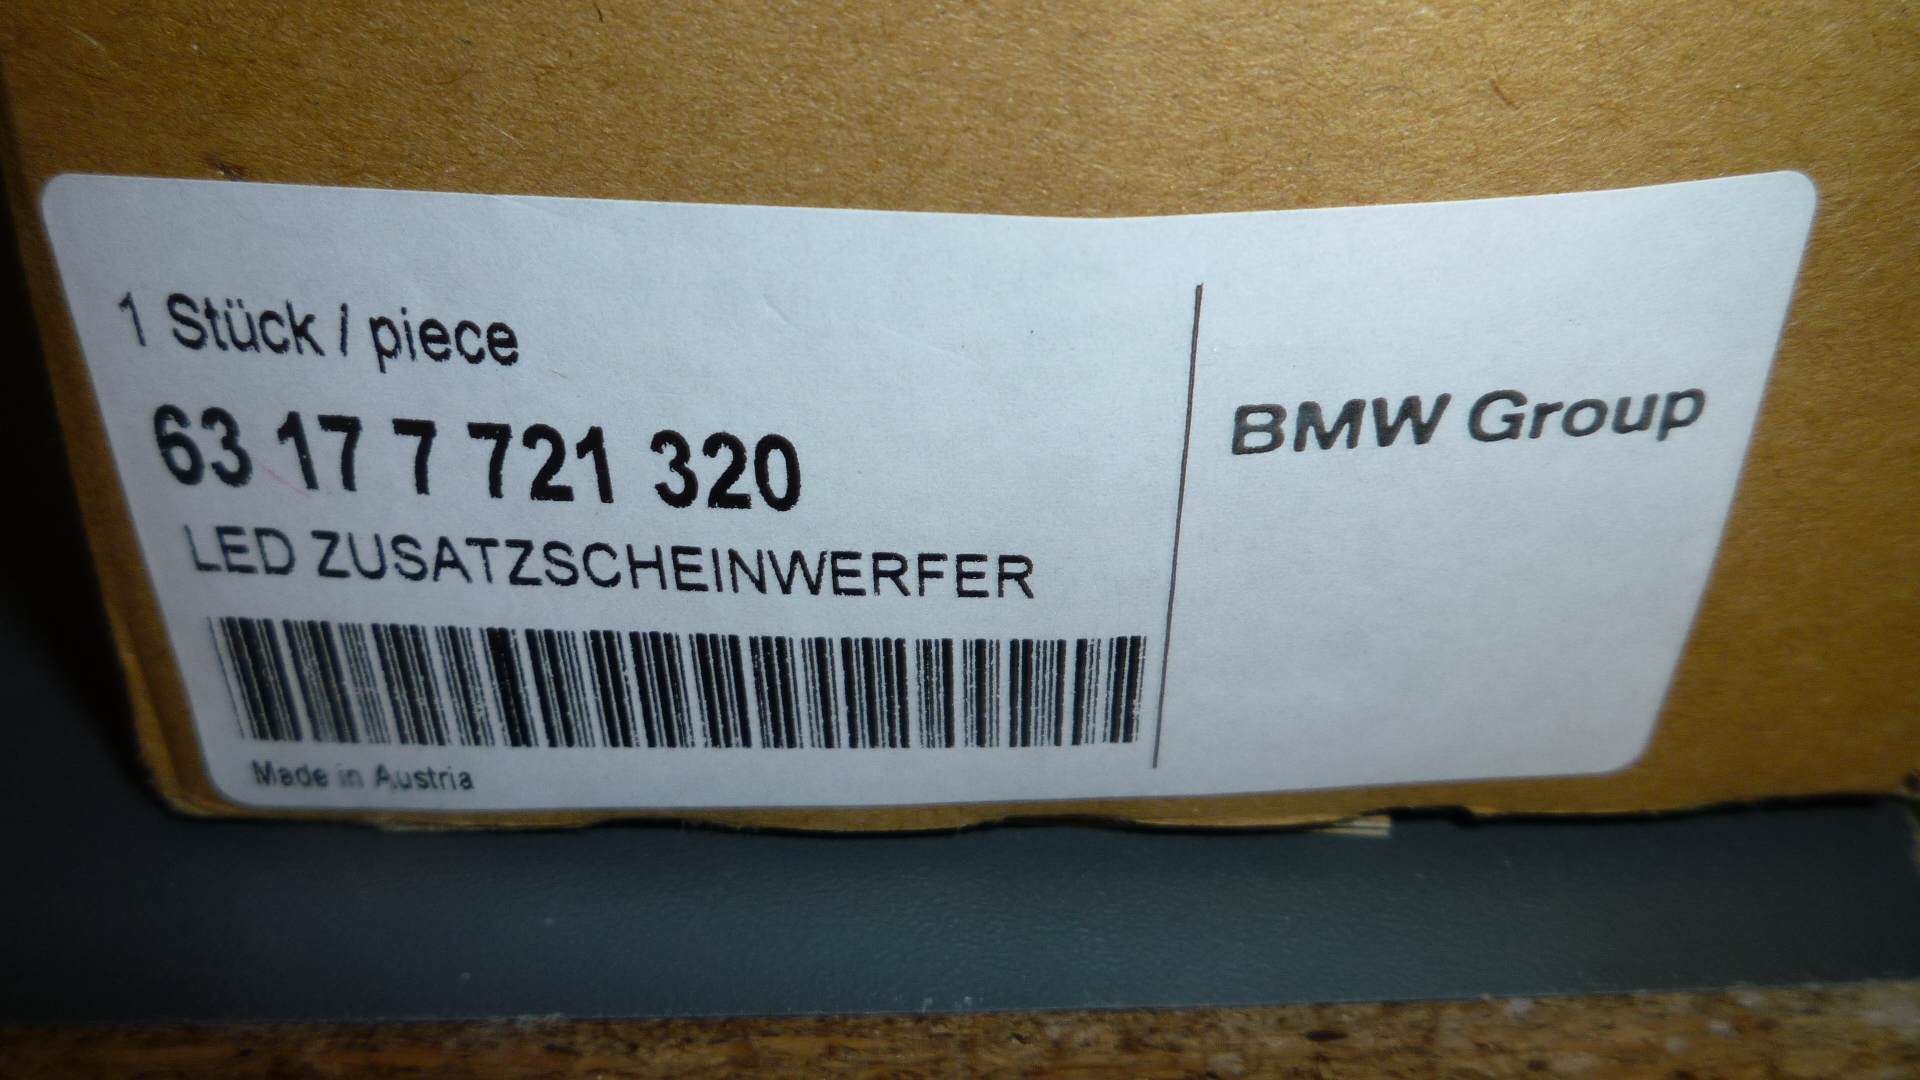 1 Stück / piece
63 17 7 721 320
LED ZUSATZSCHEINWERFER
Made in Austria
BMW Group